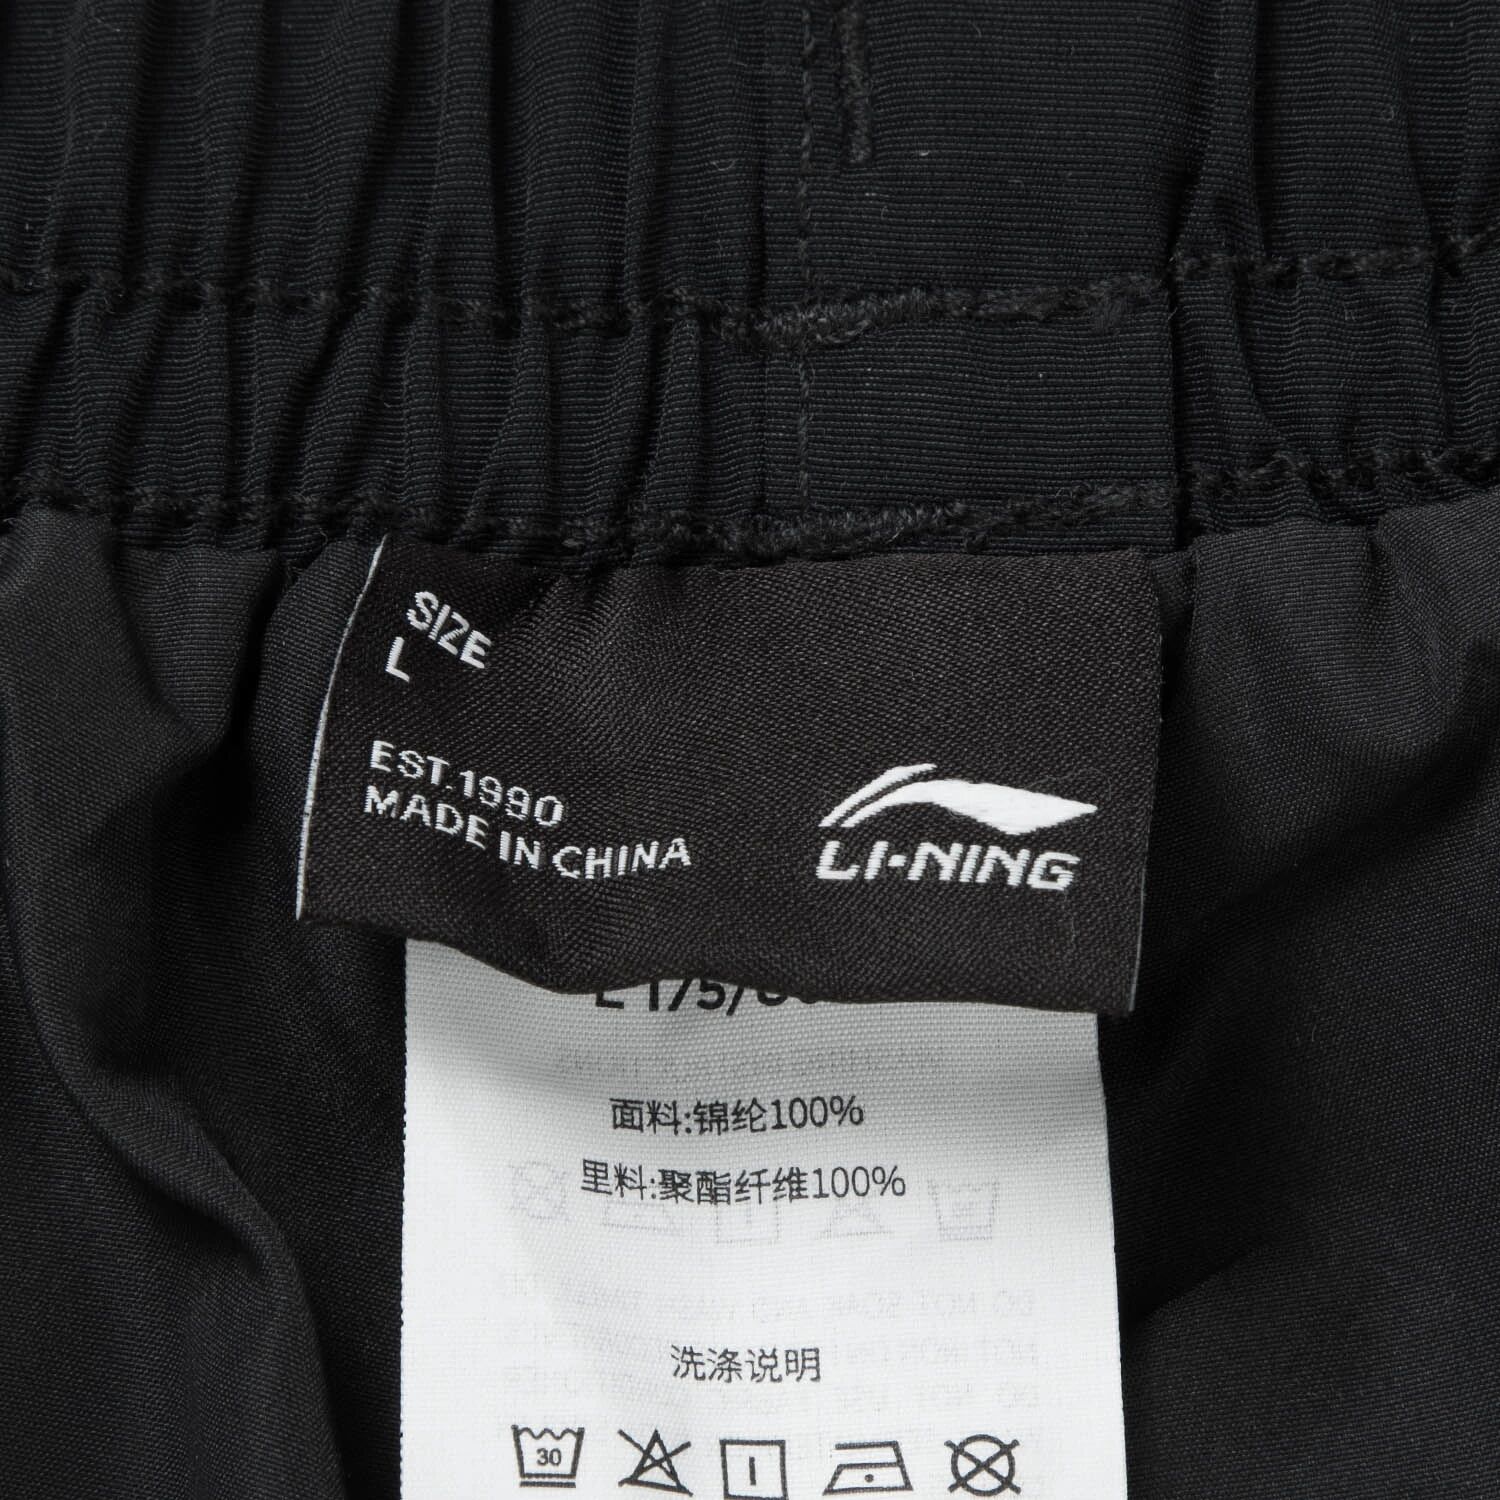 SIZE
L
EST.1990
MADE IN CHINA
LI-NING
L 175/
面料:锦纶100%
里料:聚酯纤维100%
洗涤说明
30